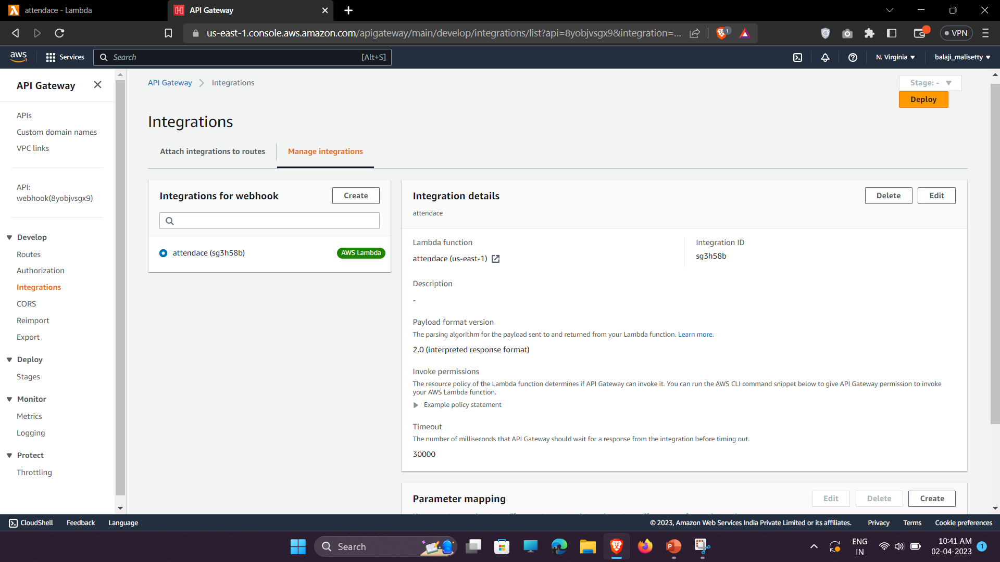 attendace - Lambda
API Gateway
us-east-1.console.aws.amazon.com/apigateway/main/develop/integrations/list?api=8yobjvsgx9&integration=...
1
VPN
aws
Services
Search
[Alt+S]
N. Virginia
balaji_malisetty
API Gateway
APIs
Custom domain names
VPC links
API:
webhook(8yobjvsgx9)
Develop
Routes
Authorization
Integrations
CORS
Reimport
Export
Deploy
Stages
Monitor
Metrics
Logging
Protect
Throttling
API Gateway
Integrations
Stage: -
Deploy
Integrations
Attach integrations to routes
Manage integrations
Integrations for webhook
Create
attendace (sg3h58b)
AWS Lambda
Integration details
Delete
Edit
attendace
Lambda function
attendace (us-east-1)
Integration ID
sg3h58b
Description
-
Payload format version
The parsing algorithm for the payload sent to and returned from your Lambda function. Learn more.
2.0 (interpreted response format)
Invoke permissions
The resource policy of the Lambda function determines if API Gateway can invoke it. You can run the AWS CLI command snippet below to give API Gateway permission to invoke
your AWS Lambda function.
Example policy statement
Timeout
The number of milliseconds that API Gateway should wait for a response from the integration before timing out.
30000
Parameter mapping
Edit
Delete
Create
CloudShell
Feedback
Language
© 2023, Amazon Web Services India Private Limited or its affiliates.
Privacy
Terms
Cookie preferences
Search
ENG
IN
10:41 AM
02-04-2023
1